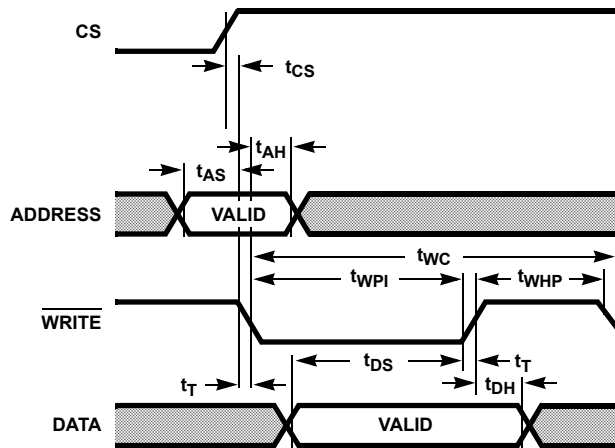 CS
tCS
tAH
tAS
ADDRESS
VALID
tWC
tWPI
tWHP
WRITE
tDS
tT
tT
tDH
DATA
VALID